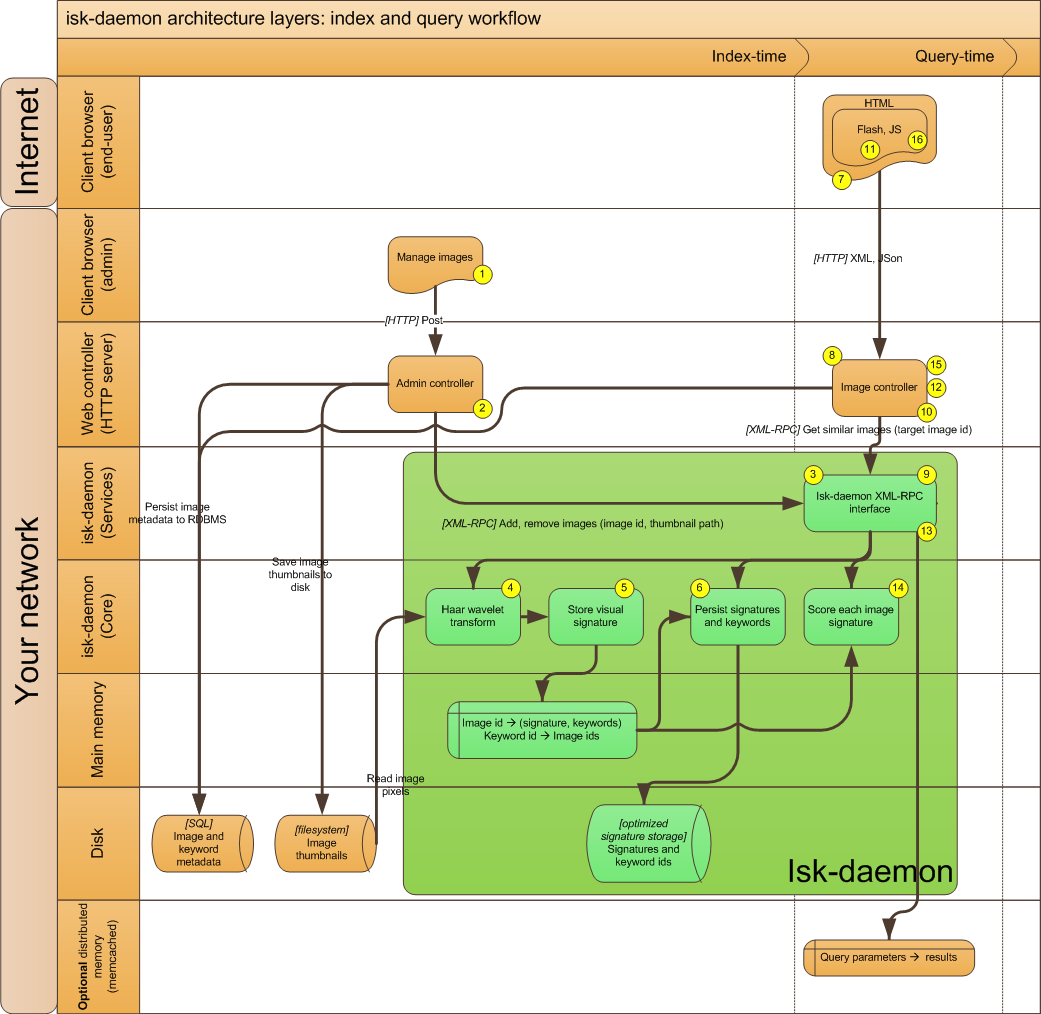 isk-daemon architecture layers: index and query workflow
Index-time
Query-time
Internet
Client browser
(end-user)
HTML
Flash, JS
16
11
7
Your network
Client browser
(admin)
Manage images
1
[HTTP] XML, JSon
[HTTP] Post
Web controller
(HTTP server)
Admin controller
2
8
Image controller
15
12
10
[XML-RPC] Get similar images (target image id)
isk-daemon
(Services)
3
9
Isk-daemon XML-RPC
interface
13
Persist image
metadata to RDBMS
[XML-RPC] Add, remove images (image id, thumbnail path)
Save image
thumbnails to
disk
isk-daemon
(Core)
4
Haar wavelet
transform
5
Store visual
signature
6
Persist signatures
and keywords
14
Score each image
signature
Main memory
Image id → (signature, keywords)
Keyword id → Image ids
Read image
pixels
Disk
[SQL]
Image and
keyword
metadata
[filesystem]
Image
thumbnails
[optimized
signature storage]
Signatures and
keyword ids
Isk-daemon
Optional distributed
memory
(memcached)
Query parameters → results